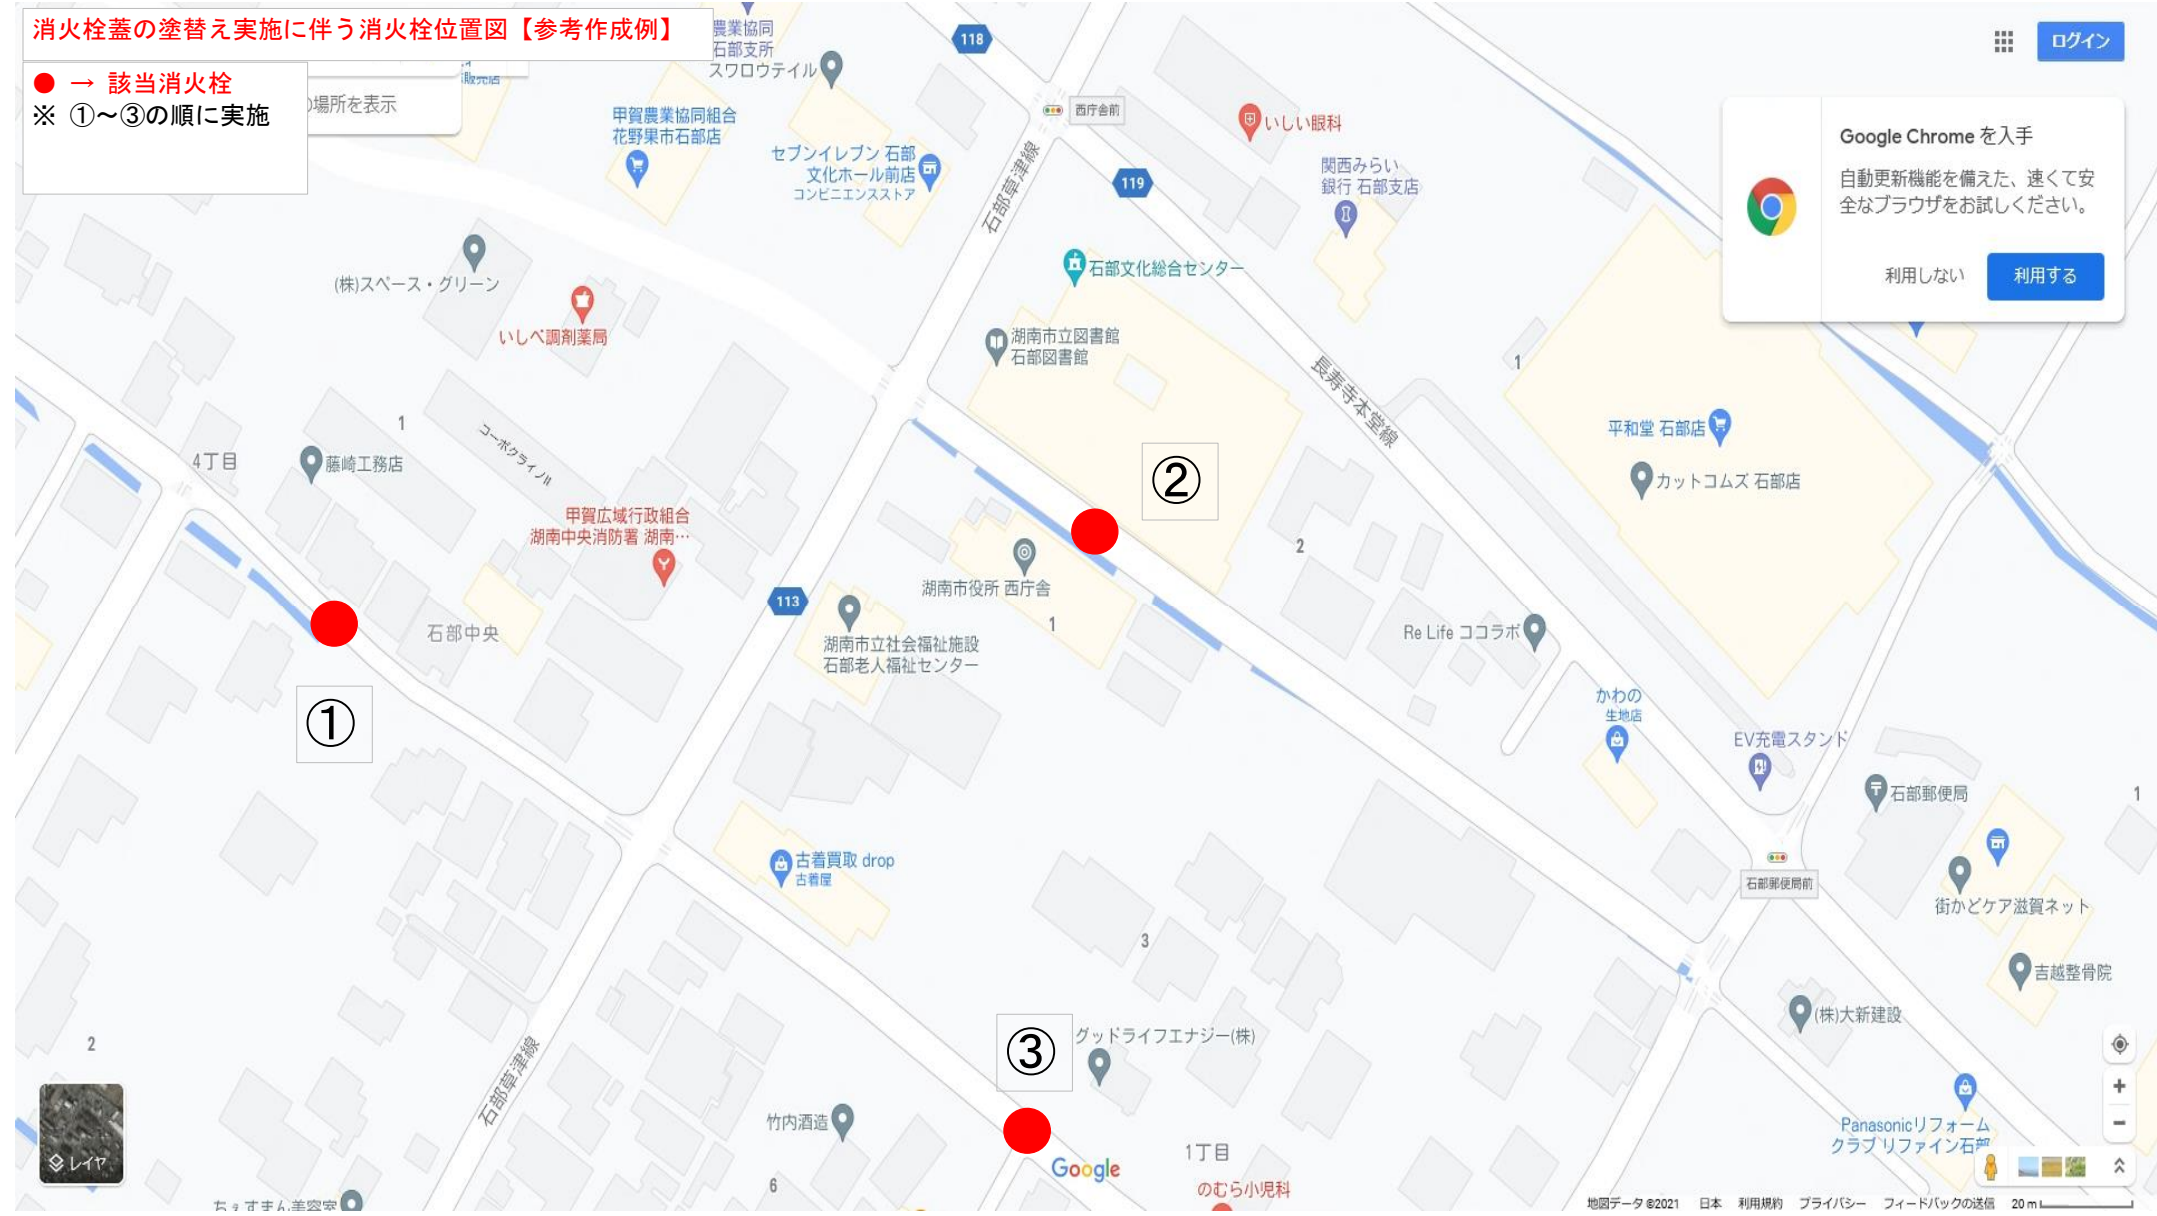 消火栓蓋の塗替え実施に伴う消火栓位置図【参考作成例】
● → 該当消火栓
※ ①～③の順に実施
の場所を表示
販売店
農業協同
石部支所
スワロウテイル
118
ログイン
甲賀農業協同組合
花野果市石部店
セブンイレブン 石部
文化ホール前店
コンビニエンスストア
西庁舎前
石部草津線
119
いしい眼科
関西みらい
銀行 石部支店
Google Chrome を入手
自動更新機能を備えた、速くて安
全なブラウザをお試しください。
利用しない
利用する
(株)スペース・グリーン
いしべ調剤薬局
石部文化総合センター
湖南市立図書館
石部図書館
長寿寺本堂線
1
平和堂 石部店
カットコムズ 石部店
1
4丁目
藤崎工務店
コーポクライノII
甲賀広域行政組合
湖南中央消防署 湖南…
②
2
湖南市役所 西庁舎
113
1
湖南市立社会福祉施設
石部老人福祉センター
石部中央
①
Re Life ココラボ
かわの
生地店
EV充電スタンド
石部郵便局
1
古着買取 drop
古着屋
石部郵便局前
街かどケア滋賀ネット
3
吉越整骨院
(株)大新建設
2
石部草津線
③
グッドライフエナジー(株)
竹内酒造
Panasonicリフォーム
クラブ リファイン石部
レイヤ
1丁目
Google
6
のむら小児科
ちぇすまん美容室
地図データ ©2021 日本 利用規約 プライバシー フィードバックの送信 20 m